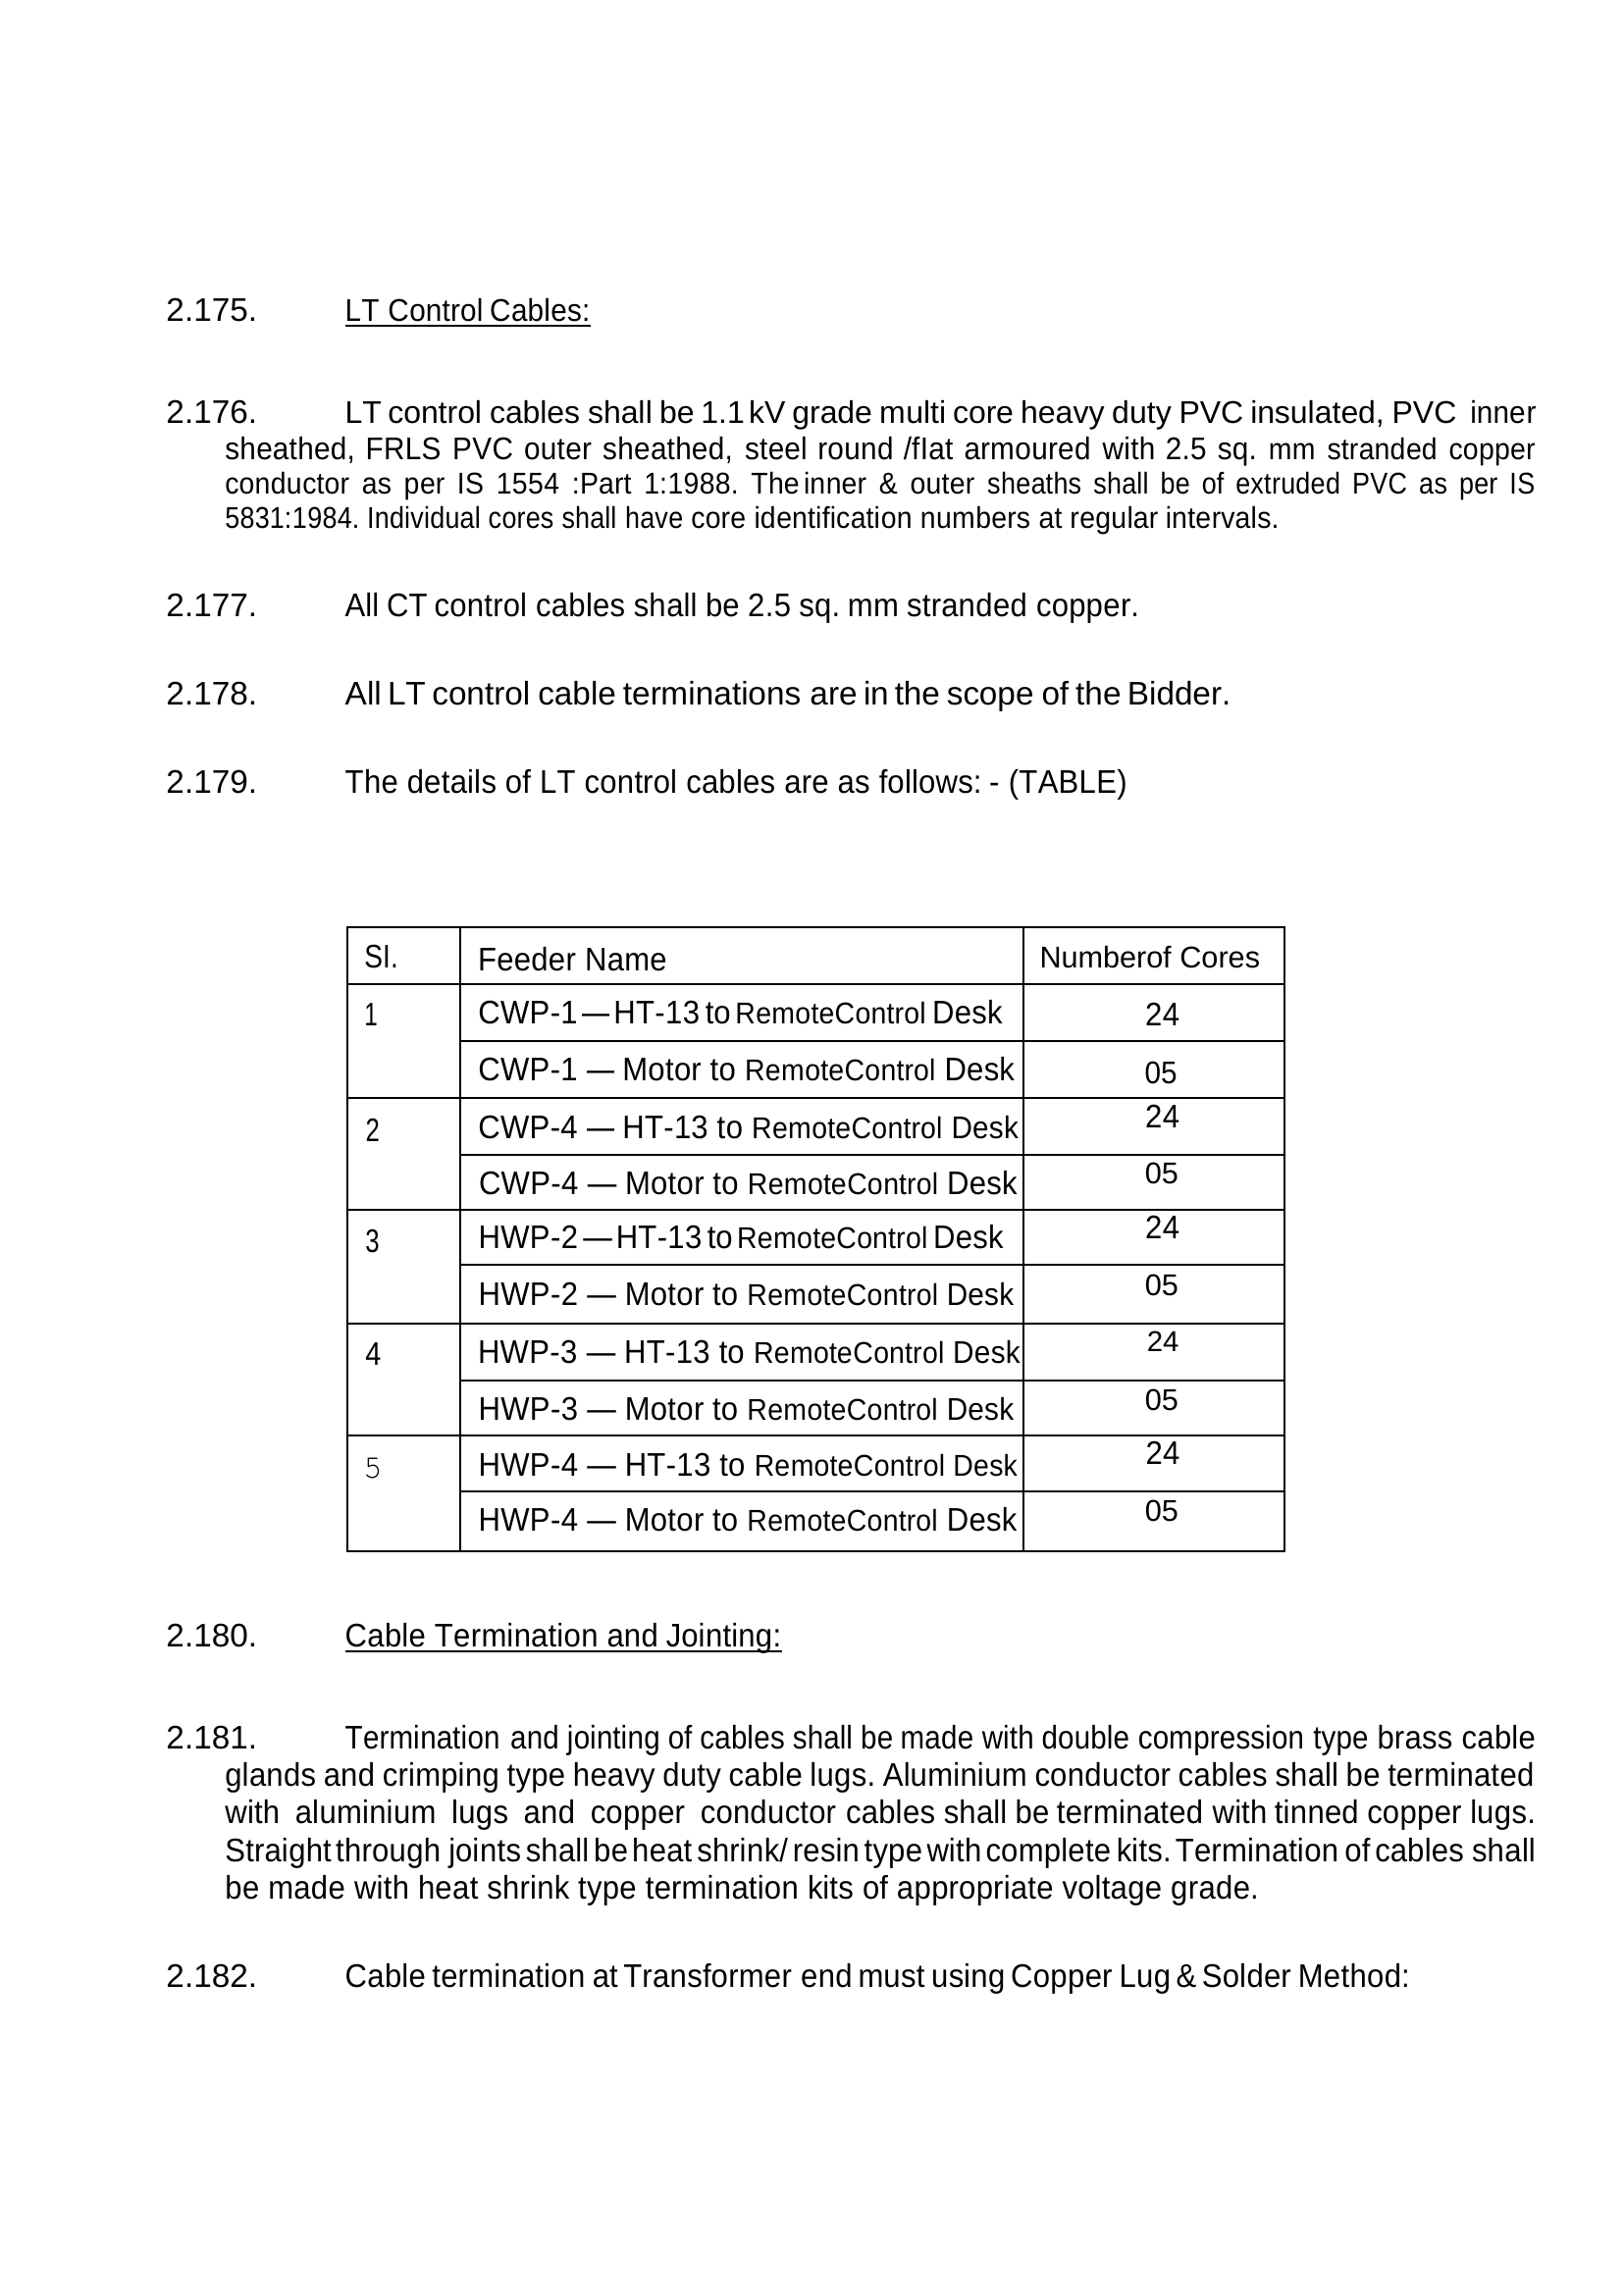 2.175. LT Control Cables:
2.176. LT control cables shall be 1.1 kV grade multi core heavy duty PVC insulated, PVC inner
sheathed, FRLS PVC outer sheathed, steel round /fIat armoured with 2.5 sq. mm stranded copper
conductor as per IS 1554 :Part 1:1988. The inner & outer sheaths shall be of extruded PVC as per IS
5831:1984. Individual cores shall have core identification numbers at regular intervals.
2.177. All CT control cables shall be 2.5 sq. mm stranded copper.
2.178. All LT control cable terminations are in the scope of the Bidder.
2.179. The details of LT control cables are as follows: - (TABLE)
Sl. Feeder Name Numberof Cores
1 CWP-1 — HT-13 to RemoteControl Desk 24
CWP-1 — Motor to RemoteControl Desk 05
2 CWP-4 — HT-13 to RemoteControl Desk 24
CWP-4 — Motor to RemoteControl Desk 05
3 HWP-2 — HT-13 to RemoteControl Desk 24
HWP-2 — Motor to RemoteControl Desk 05
4 HWP-3 — HT-13 to RemoteControl Desk 24
HWP-3 — Motor to RemoteControl Desk 05
5 HWP-4 — HT-13 to RemoteControl Desk 24
HWP-4 — Motor to RemoteControl Desk 05
2.180. Cable Termination and Jointing:
2.181. Termination and jointing of cables shall be made with double compression type brass cable
glands and crimping type heavy duty cable lugs. Aluminium conductor cables shall be terminated
with aluminium lugs and copper conductor cables shall be terminated with tinned copper lugs.
Straight through joints shall be heat shrink/ resin type with complete kits. Termination of cables shall
be made with heat shrink type termination kits of appropriate voltage grade.
2.182. Cable termination at Transformer end must using Copper Lug & Solder Method: